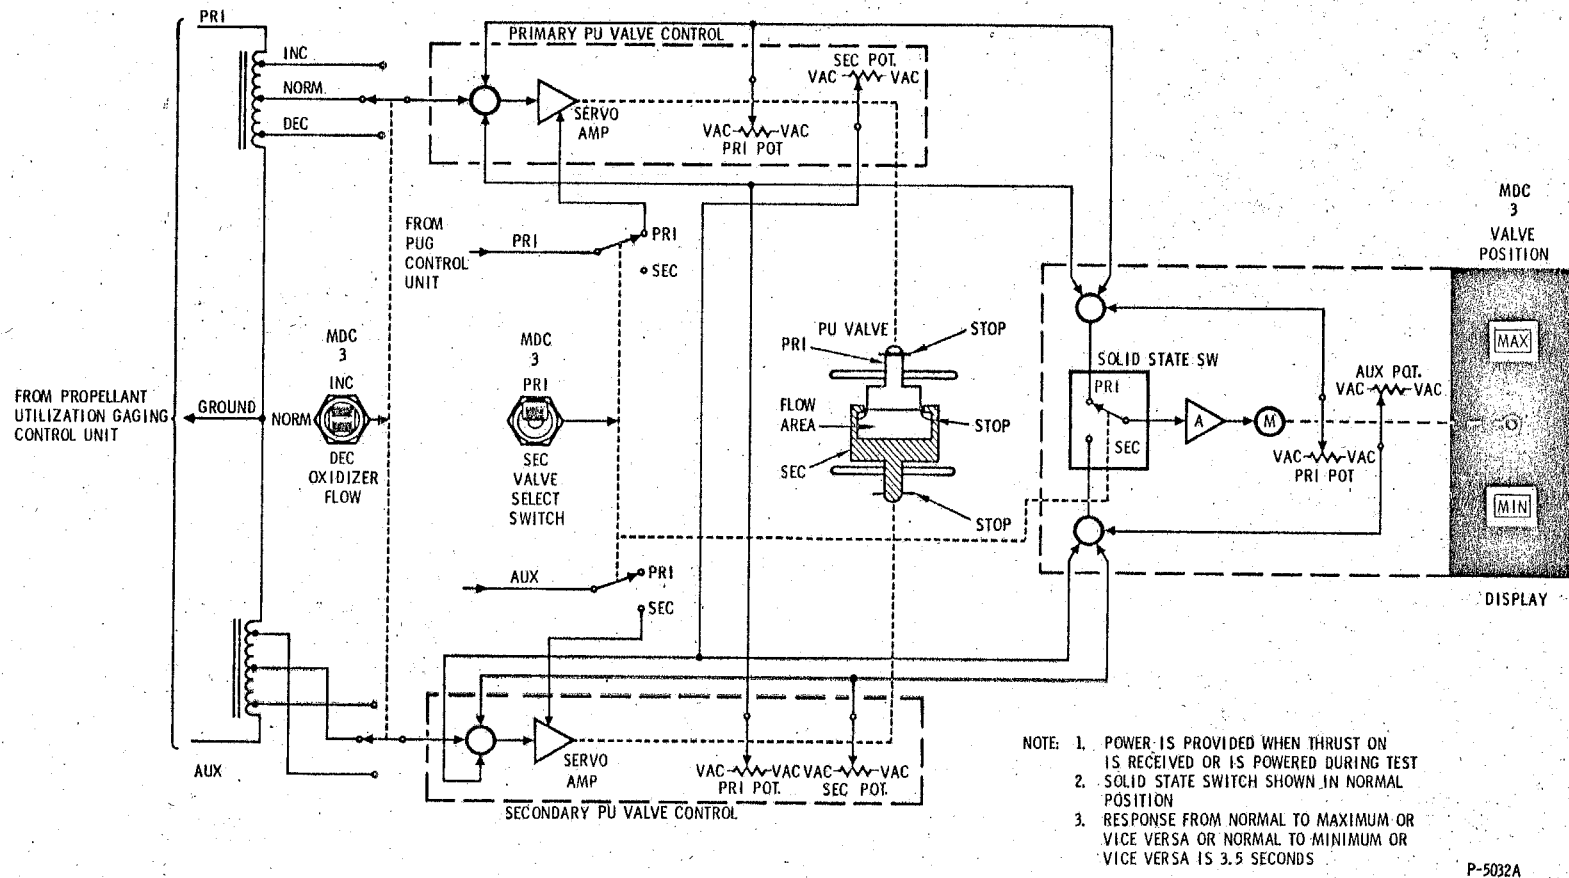 PRI
INC
NORM.
DEC
PRIMARY PU VALVE CONTROL
SERVO
AMP
VAC VAC
PRI POT
SEC POT.
VAC VAC
FROM
PUG
CONTROL
UNIT
PRI
PRI
SEC
MDC
3
VALVE
POSITION
MAX
MIN
DISPLAY
FROM PROPELLANT
UTILIZATION GAGING
CONTROL UNIT
GROUND
MDC
3
INC
NORM
DEC
OXIDIZER
FLOW
MDC
3
PRI
SEC
VALVE
SELECT
SWITCH
PU VALVE
PRI
STOP
FLOW
AREA
STOP
SEC
STOP
SOLID STATE SW
PRI
SEC
A
M
AUX POT.
VAC VAC
VAC VAC
PRI POT
AUX
PRI
SEC
AUX
SERVO
AMP
VAC VAC
PRI POT.
VAC VAC
SEC POT.
SECONDARY PU VALVE CONTROL
NOTE: 1. POWER IS PROVIDED WHEN THRUST ON
IS RECEIVED OR IS POWERED DURING TEST
2. SOLID STATE SWITCH SHOWN IN NORMAL
POSITION
3. RESPONSE FROM NORMAL TO MAXIMUM OR
VICE VERSA OR NORMAL TO MINIMUM OR
VICE VERSA IS 3.5 SECONDS
P-5032A